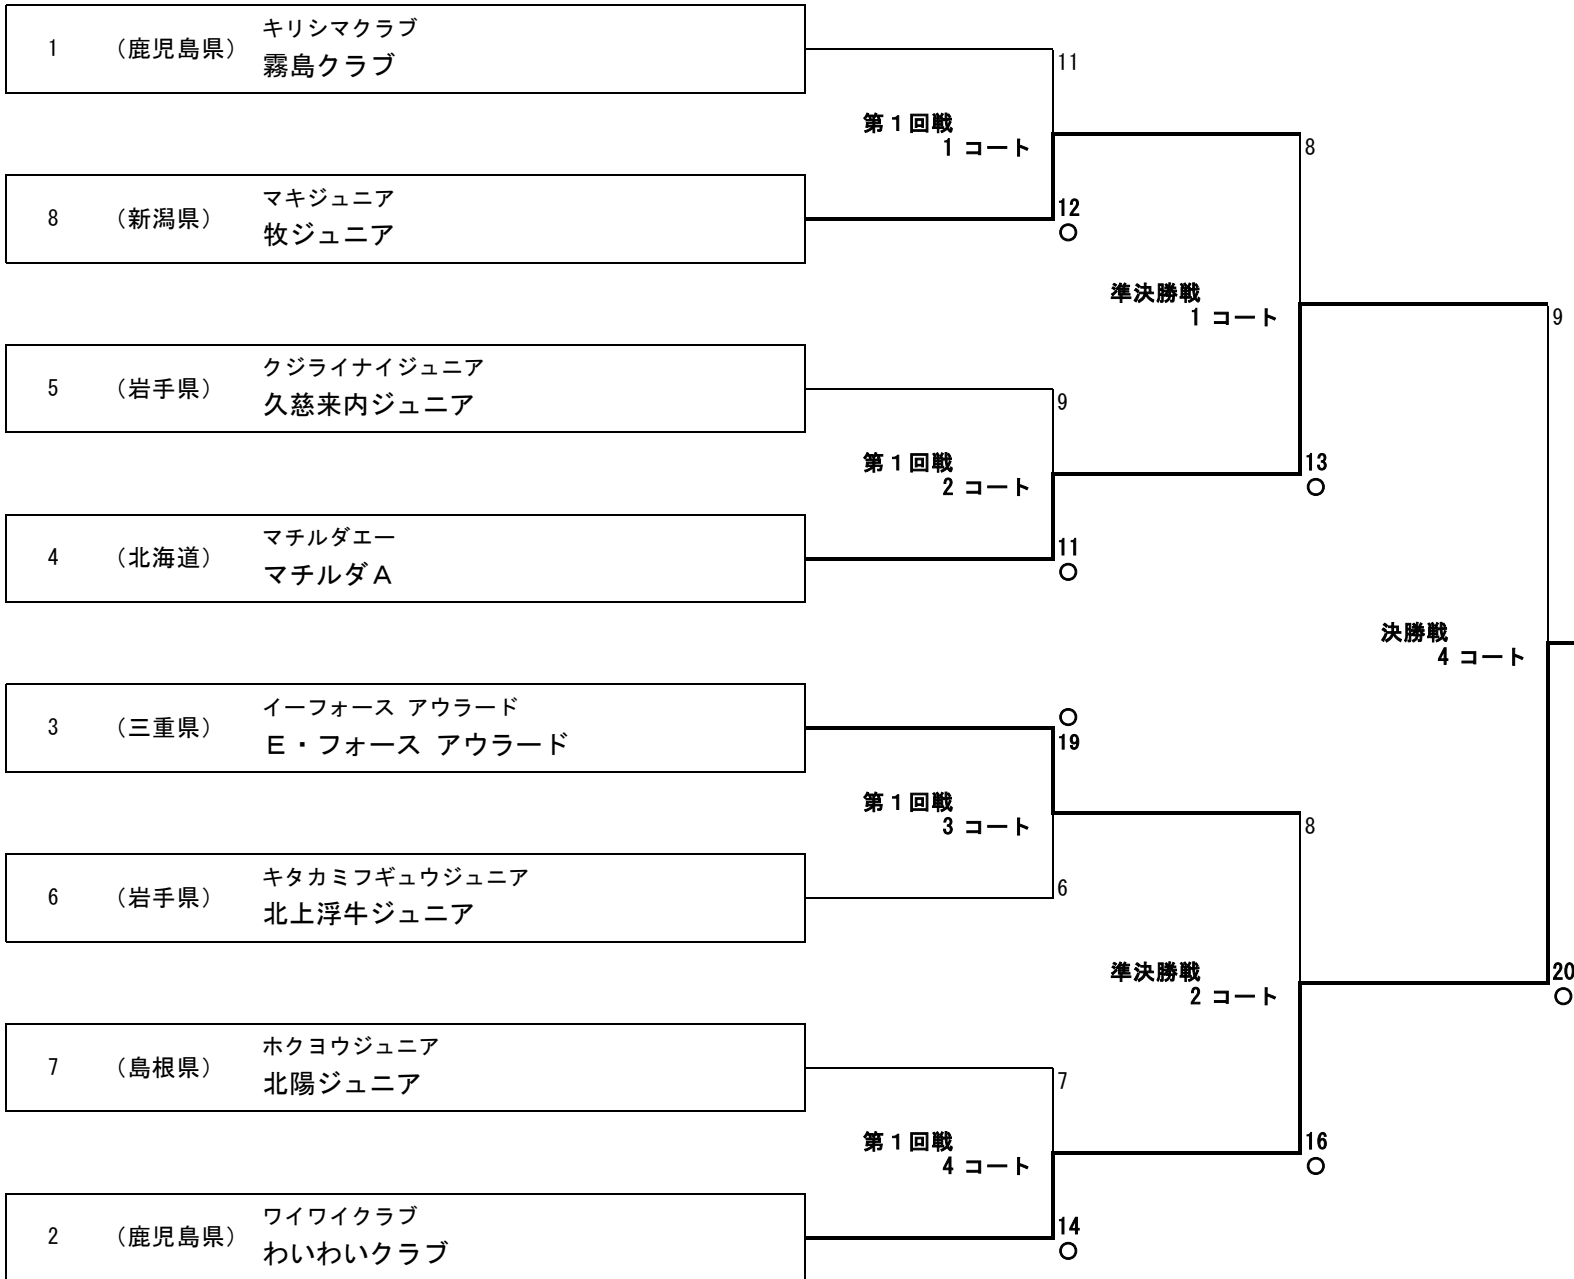 1 （鹿児島県） キリシマクラブ
霧島クラブ
11
第１回戦
1 コート
8
8 （新潟県） マキジュニア
牧ジュニア
12
○
準決勝戦
1 コート
9
5 （岩手県） クジライナイジュニア
久慈来内ジュニア
9
第１回戦
2 コート
13
○
4 （北海道） マチルダエー
マチルダＡ
11
○
決勝戦
4 コート
3 （三重県） イーフォース アウラード
Ｅ・フォース アウラード
○
19
第１回戦
3 コート
8
6 （岩手県） キタカミフギュウジュニア
北上浮牛ジュニア
6
準決勝戦
2 コート
20
○
7 （島根県） ホクヨウジュニア
北陽ジュニア
7
第１回戦
4 コート
16
○
2 （鹿児島県） ワイワイクラブ
わいわいクラブ
14
○